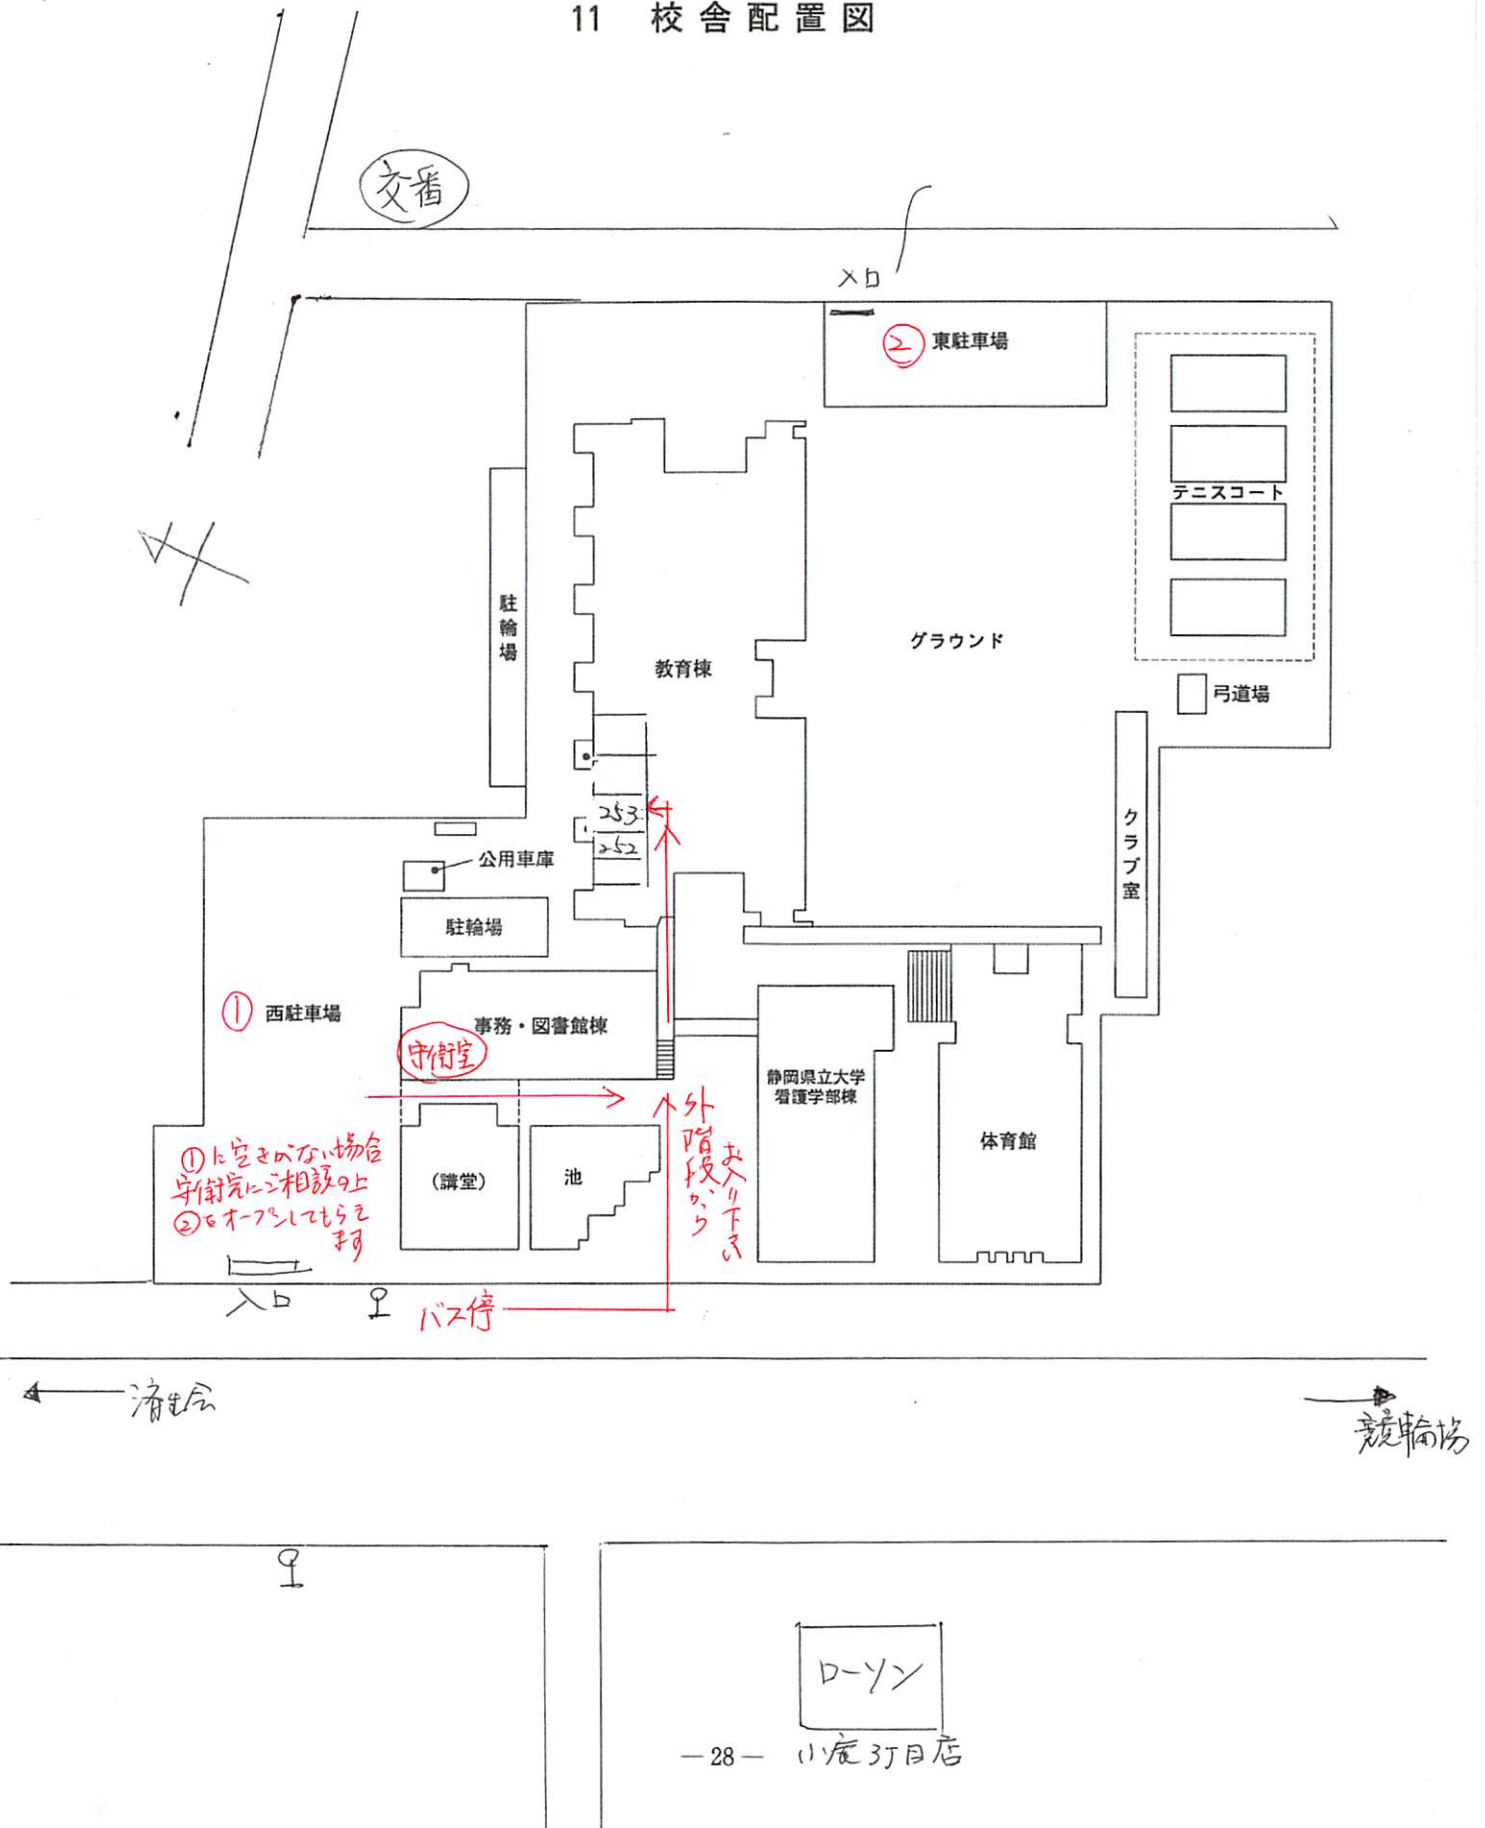 11 校舎配置図
交番
入口
② 東駐車場
テニスコート
駐輪場
教育棟
グラウンド
弓道場
253
252
クラブ室
公用車庫
駐輪場
① 西駐車場
事務・図書館棟
守衛室
静岡県立大学
看護学部棟
体育館
外階段から
お入り下さい
①に空きがない場合
守衛室にご相談の上
②をオープンしてもらえ
ます
(講堂)
池
入口
バス停
済生会
競輪場
ローソン
小鹿3丁目店
—28—